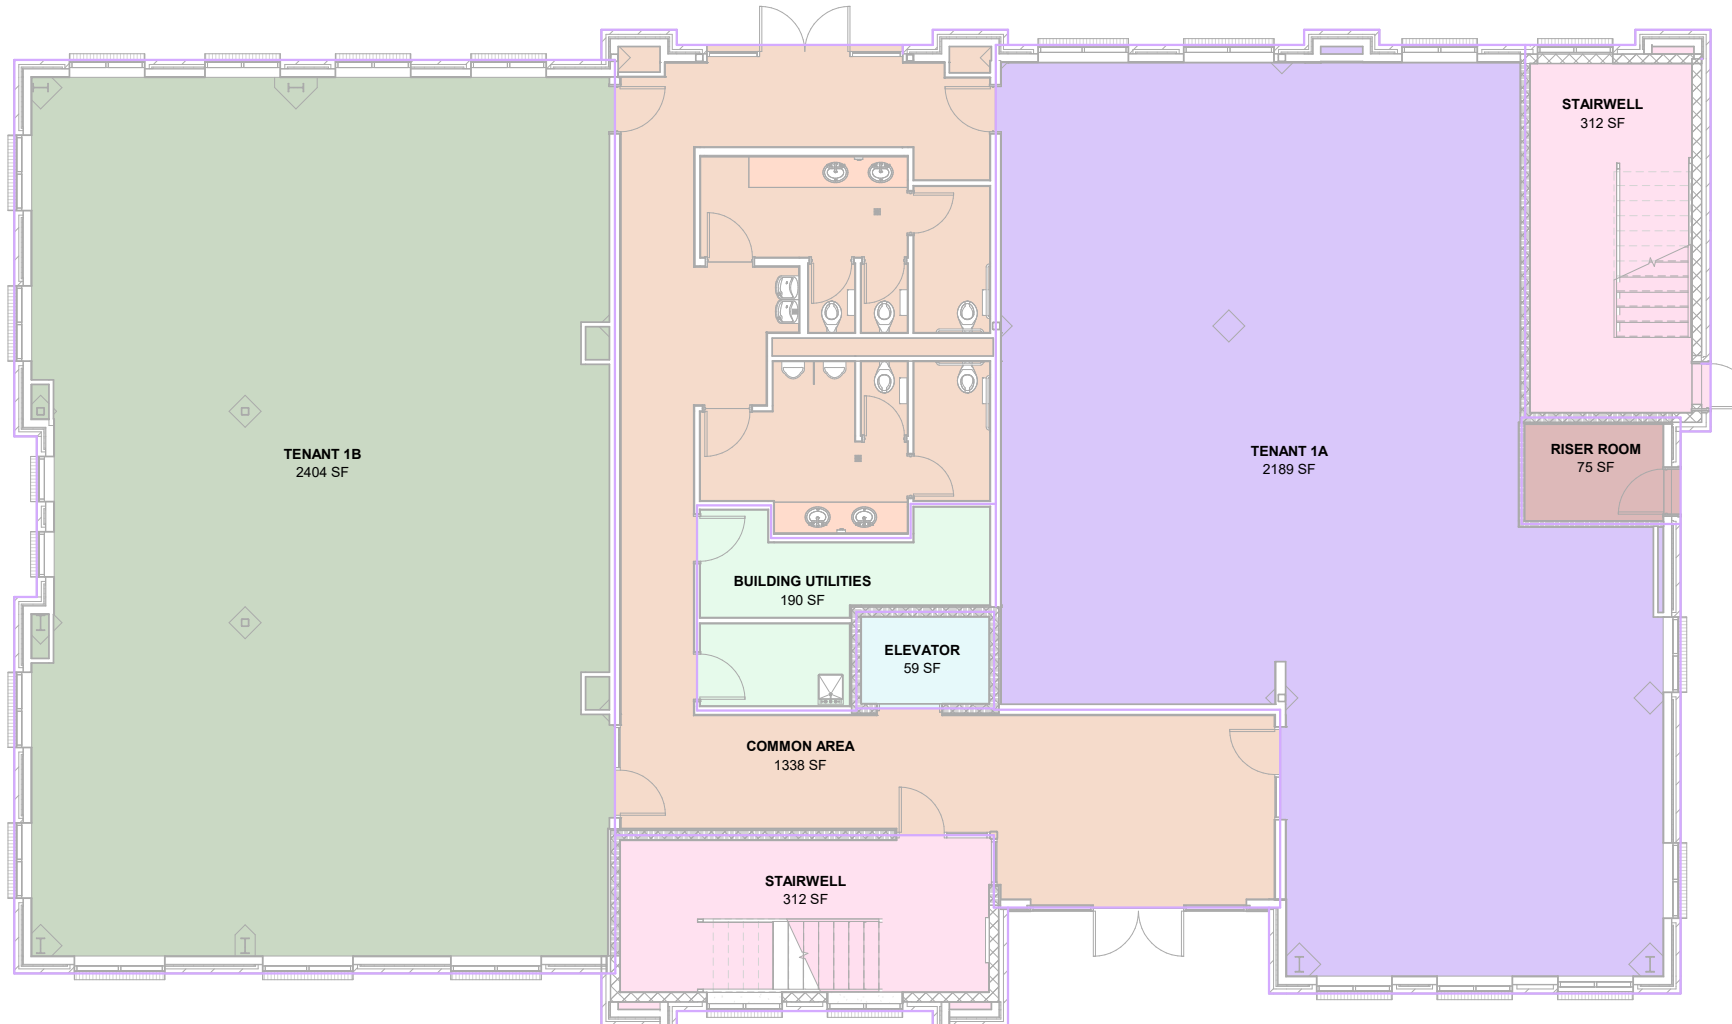 STAIRWELL
312 SF
TENANT 1B
2404 SF
TENANT 1A
2189 SF
RISER ROOM
75 SF
BUILDING UTILITIES
190 SF
ELEVATOR
59 SF
COMMON AREA
1338 SF
STAIRWELL
312 SF